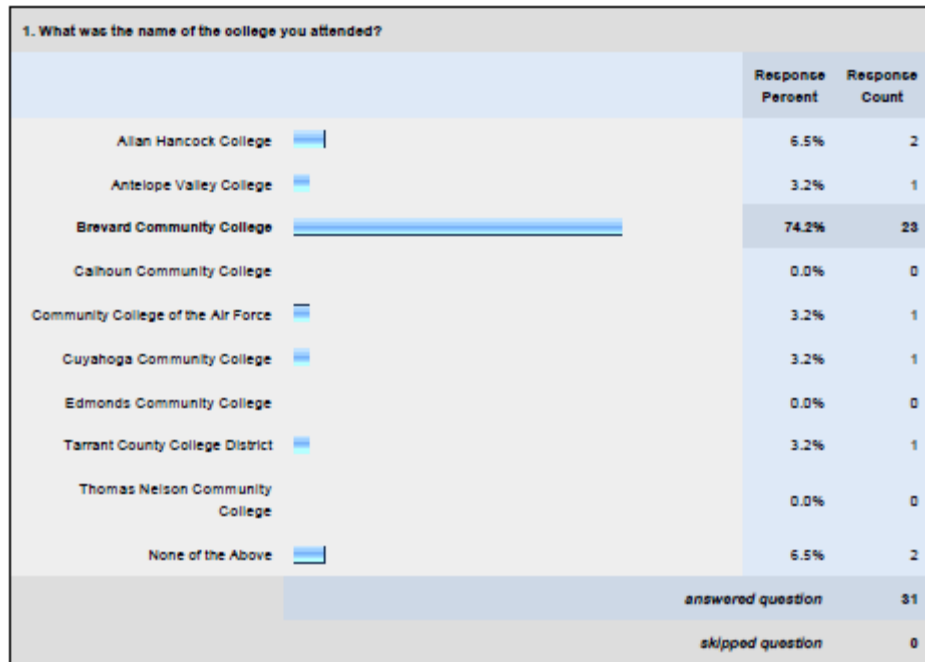 1. What was the name of the college you attended?
Response Percent
Response Count
Allan Hancock College 6.5% 2
Antelope Valley College 3.2% 1
Brevard Community College 74.2% 23
Calhoun Community College 0.0% 0
Community College of the Air Force 3.2% 1
Cuyahoga Community College 3.2% 1
Edmonds Community College 0.0% 0
Tarrant County College District 3.2% 1
Thomas Nelson Community
College 0.0% 0
None of the Above 6.5% 2
answered question 31
skipped question 0